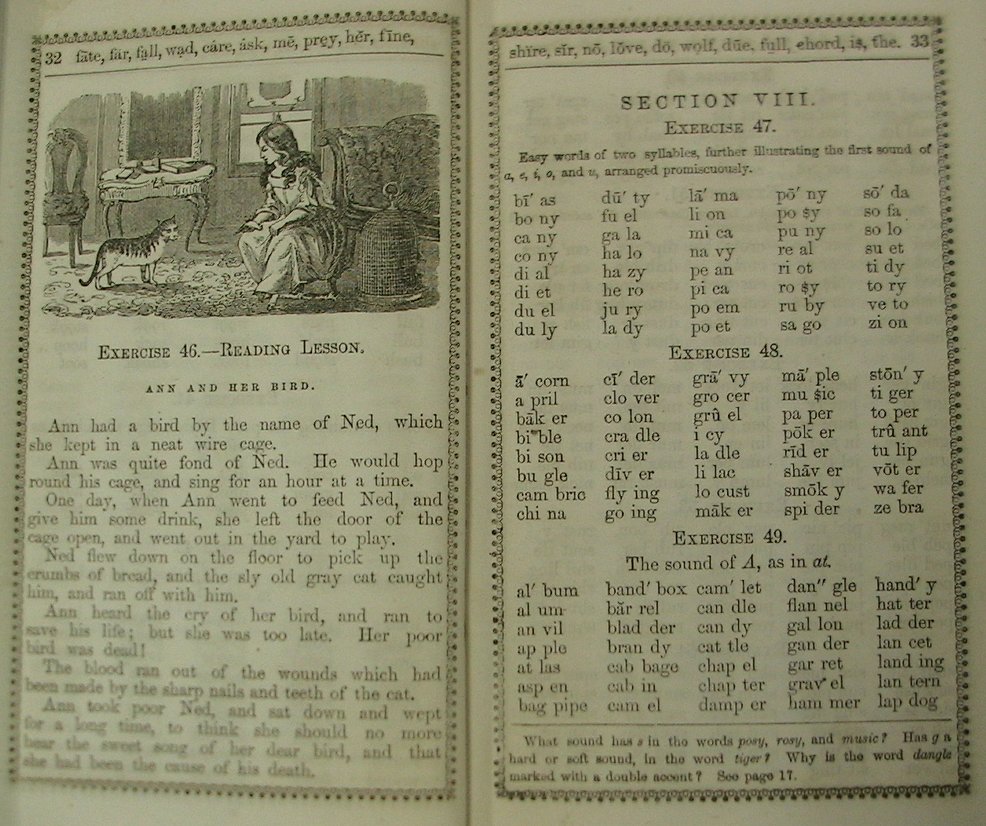 32 fāte, fär, fạll, wạd, cåre, ȧsk, mē, prẹy, hẽr, fīne,
EXERCISE 46.—READING LESSON.
ANN AND HER BIRD.
Ann had a bird by the name of Ned, which
she kept in a neat wire cage.
Ann was quite fond of Ned. He would hop
round his cage, and sing for an hour at a time.
One day, when Ann went to feed Ned, and
give him some drink, she left the door of the
cage open, and went out in the yard to play.
Ned flew down on the floor to pick up the
crumbs of bread, and the sly old gray cat caught
him, and ran off with him.
Ann heard the cry of her bird, and ran to
save his life; but she was too late. Her poor
bird was dead!
The blood ran out of the wounds which had
been made by the sharp nails and teeth of the cat.
Ann took poor Ned, and sat down and wept
for a long time, to think she should no more
hear the sweet song of her dear bird, and that
she had been the cause of his death.
shīre, sïr, nō, lóve, dö, wolf, dūe, full, chord, is, the. 33
SECTION VIII.
EXERCISE 47.
Easy words of two syllables, further illustrating the first sound of
a, e, i, o, and u, arranged promiscuously.
bī′ as dū′ ty lä′ ma pō′ ny sō′ da
bo ny fu el li on po $y so fa
ca ny ga la mi ca pu ny so lo
co ny ha lo na vy re al su et
di al ha zy pe an ri ot ti dy
di et he ro pi ca ro $y to ry
du el ju ry po em ru by ve to
du ly la dy po et sa go zi on
EXERCISE 48.
ā′ corn cī′ der grā′ vy mā′ ple stōn′ y
a pril clo ver gro cer mu $ic ti ger
bāk er co lon grû el pa per to per
bi ble cra dle i cy pōk er trû ant
bi son cri er la dle rīd er tu lip
bu gle dīv er li lac shāv er vōt er
cam bric fly ing lo cust smōk y wa fer
chi na go ing māk er spi der ze bra
EXERCISE 49.
The sound of A, as in at.
al′ bum band′ box cam′ let dan″ gle hand′ y
al um băr rel can dle flan nel hat ter
an vil blad der can dy gal lon lad der
ap ple bran dy cat tle gan der lan cet
at las cab bage chap el gar ret land ing
asp en cab in chap ter grav el lan tern
bag pipe cam el damp er ham mer lap dog
What sound has s in the words posy, rosy, and music? Has g a
hard or soft sound, in the word tiger? Why is the word dangle
marked with a double accent? See page 17.